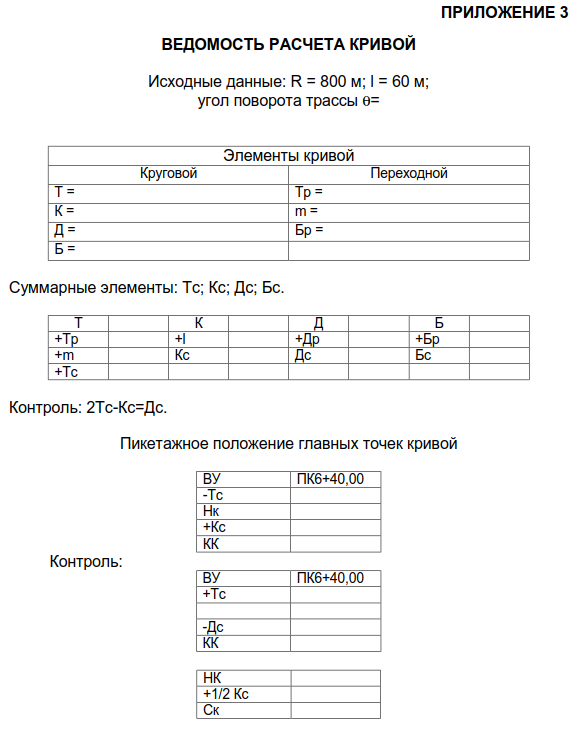 ПРИЛОЖЕНИЕ 3
ВЕДОМОСТЬ РАСЧЕТА КРИВОЙ
Исходные данные: R = 800 м; l = 60 м;
угол поворота трассы ө=
Элементы кривой
Круговой Переходной
Т = Тр =
К = m =
Д = Бр =
Б =
Суммарные элементы: Тс; Кс; Дс; Бс.
Т К Д Б
+Тр +l +Др +Бр
+m Кс Дс Бс
+Тс
Контроль: 2Тс-Кс=Дс.
Пикетажное положение главных точек кривой
ВУ ПК6+40,00
-Тс
Нк
+Кс
КК
Контроль:
ВУ ПК6+40,00
+Тс
-Дс
КК
НК
+1/2 Кс
Ск